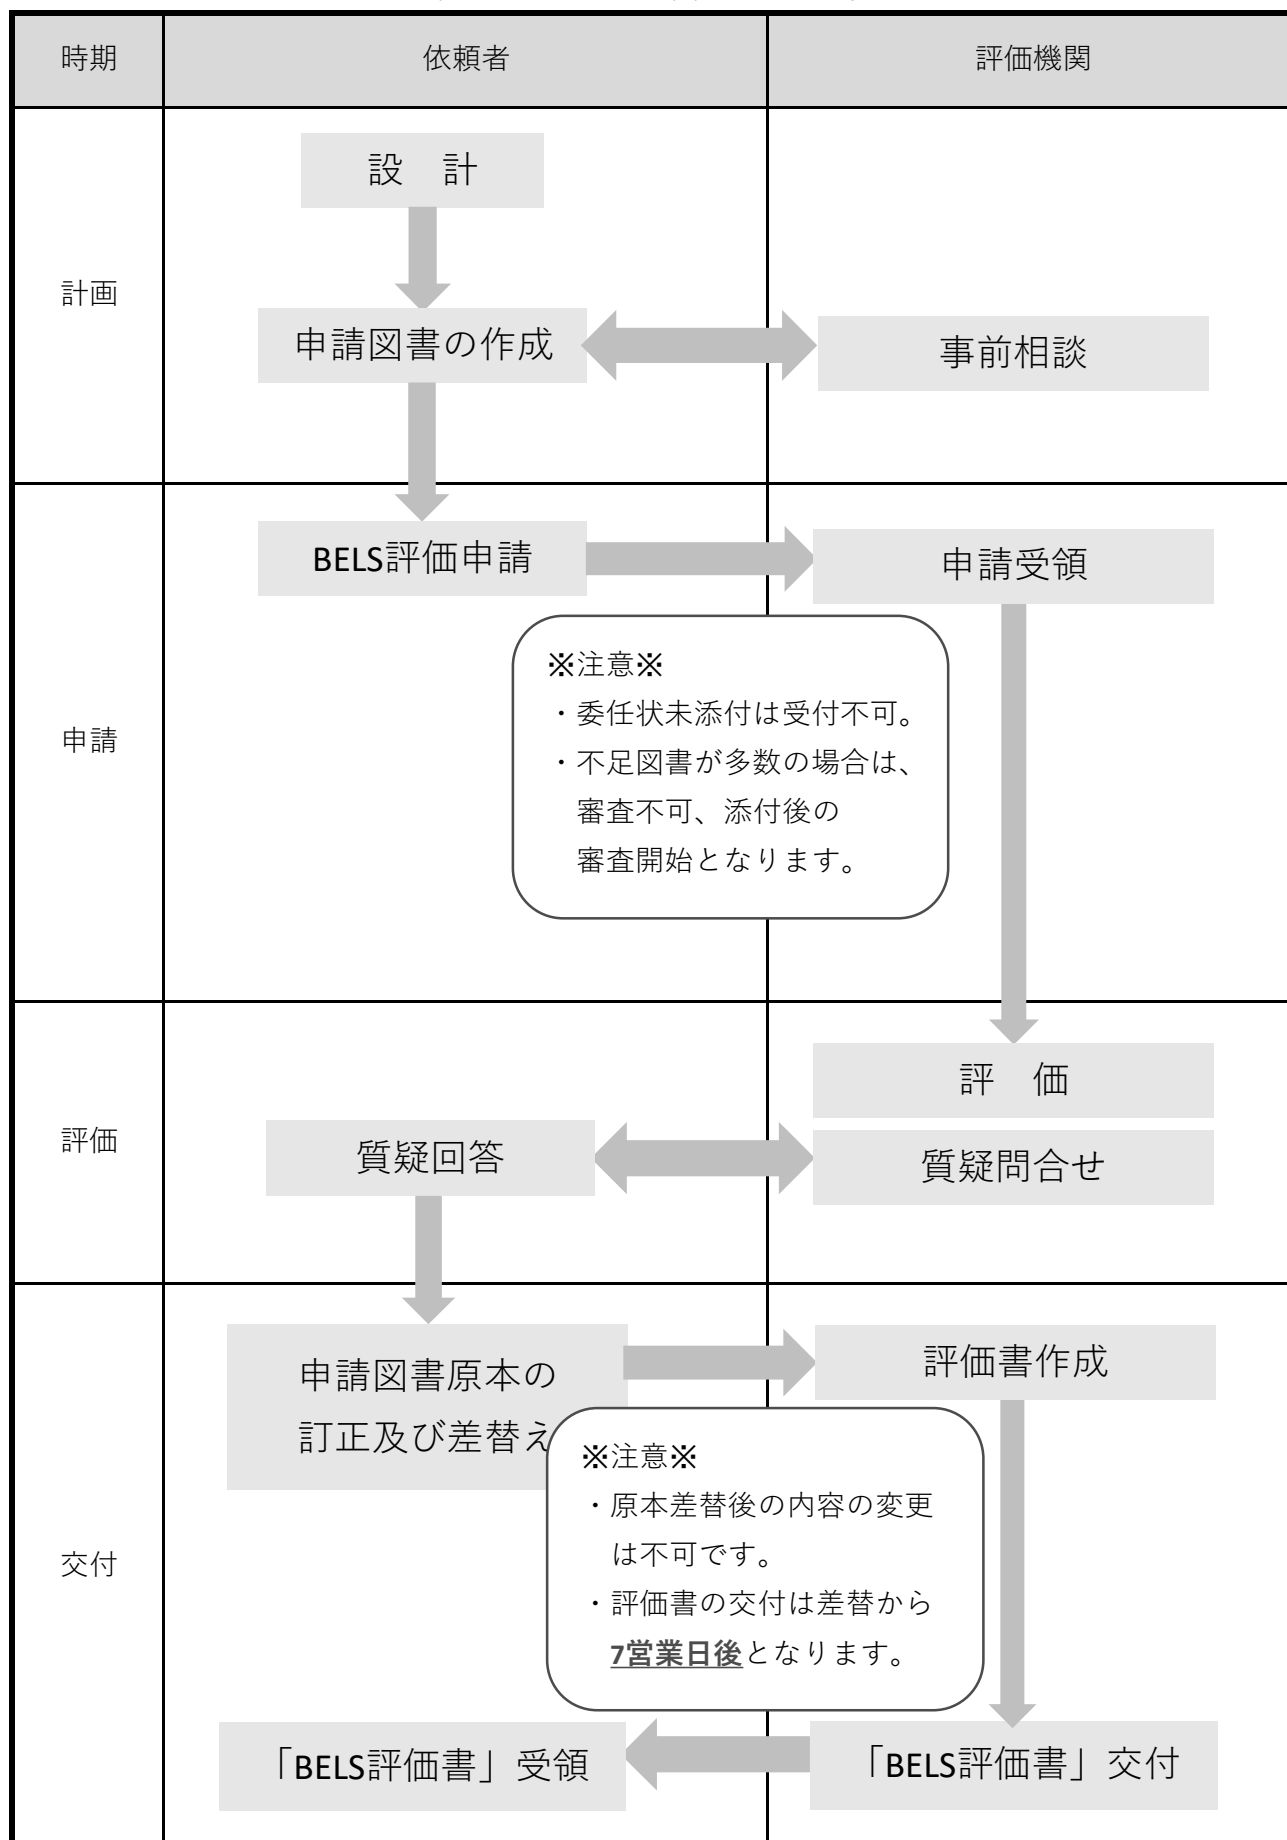 時期
依頼者
評価機関
計画
設　計
申請図書の作成
事前相談
申請
BELS評価申請
申請受領
※注意※
・委任状未添付は受付不可。
・不足図書が多数の場合は、
審査不可、添付後の
審査開始となります。
評価
評　価
質疑回答
質疑問合せ
交付
申請図書原本の
訂正及び差替え
評価書作成
※注意※
・原本差替後の内容の変更
は不可です。
・評価書の交付は差替から
7営業日後となります。
「BELS評価書」受領
「BELS評価書」交付